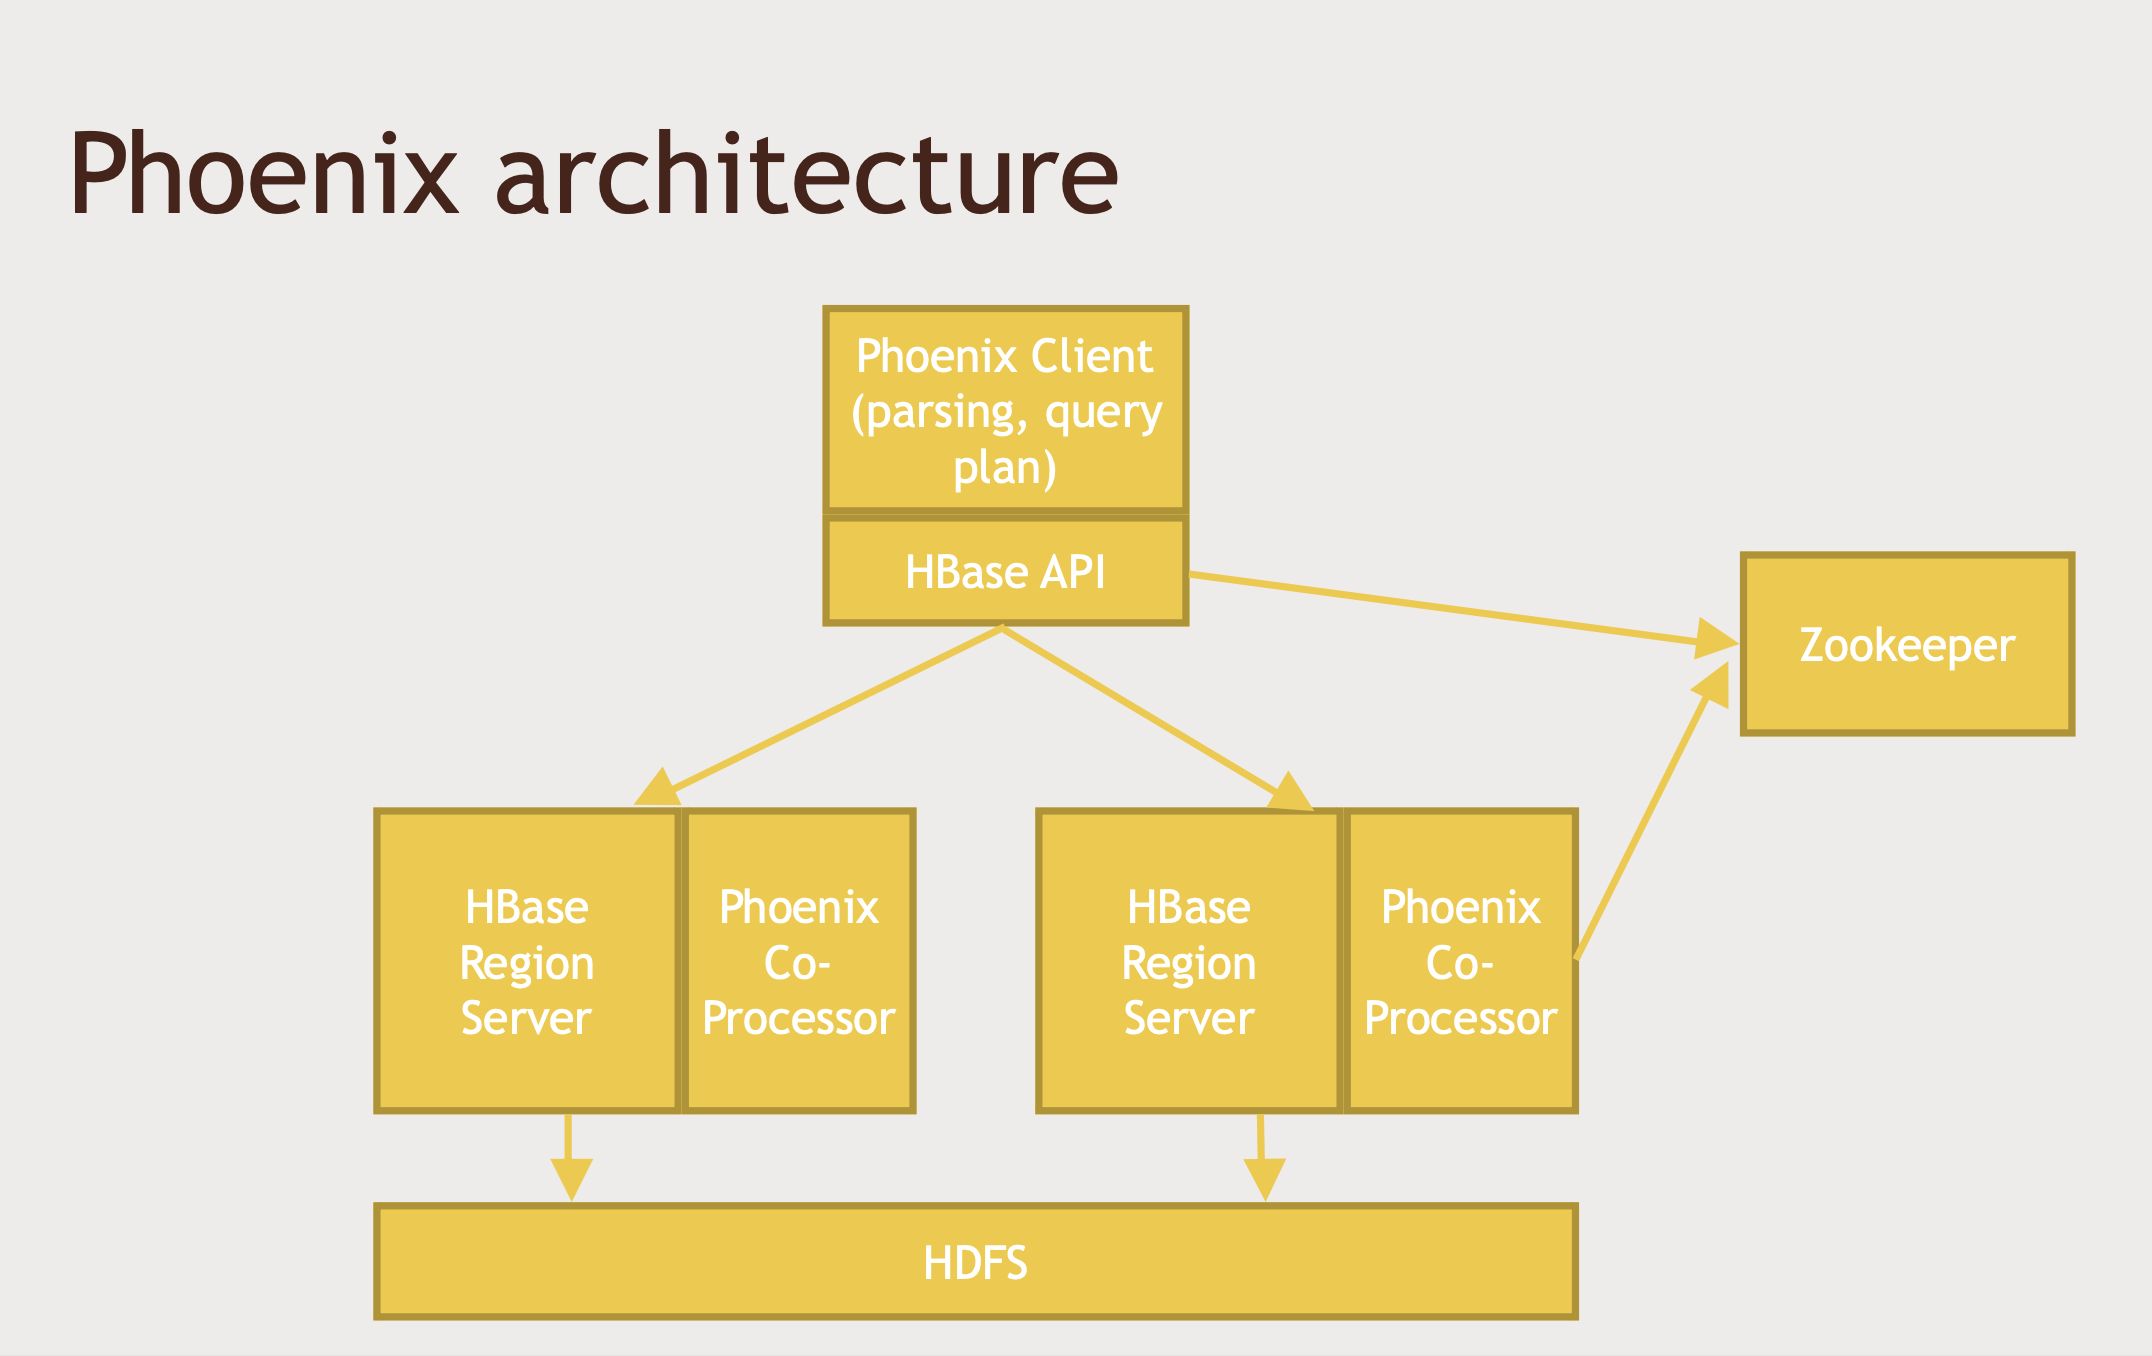 Phoenix architecture
Phoenix Client
(parsing, query
plan)
HBase API
Zookeeper
HBase
Region
Server
Phoenix
Co-
Processor
HBase
Region
Server
Phoenix
Co-
Processor
HDFS